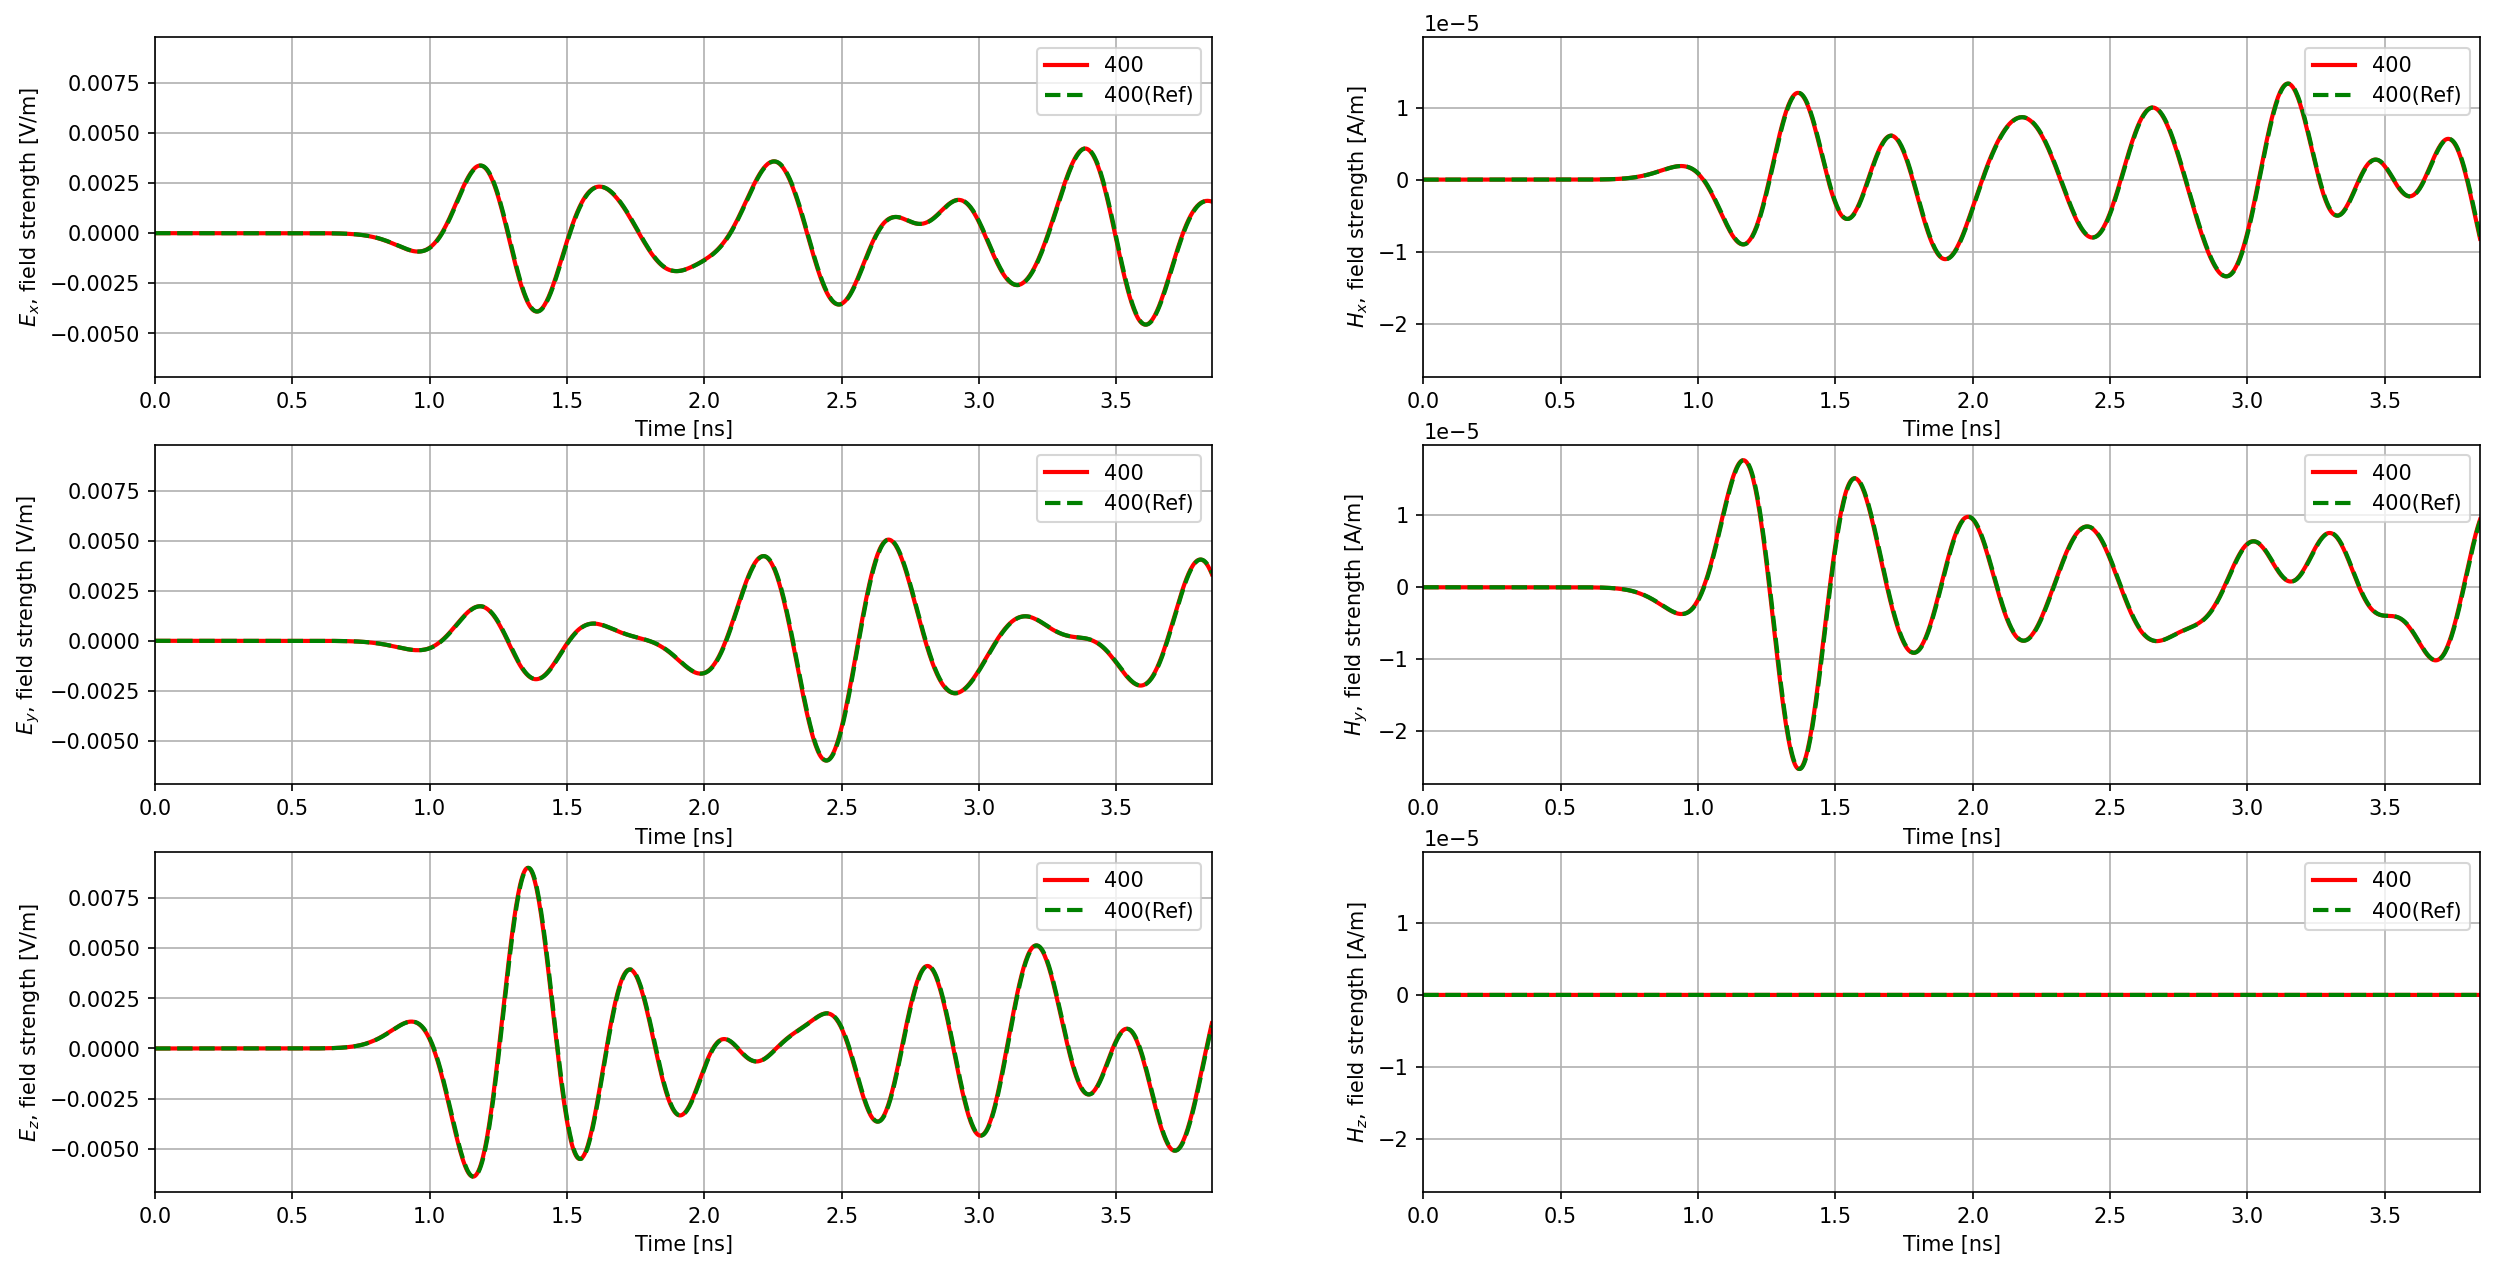 0.0075
0.0050
0.0025
0.0000
−0.0025
−0.0050
Ex, field strength [V/m]
400
400(Ref)
0.0 0.5 1.0 1.5 2.0 2.5 3.0 3.5
Time [ns]
1e−5
1
0
−1
−2
Hx, field strength [A/m]
400
400(Ref)
0.0 0.5 1.0 1.5 2.0 2.5 3.0 3.5
Time [ns]
0.0075
0.0050
0.0025
0.0000
−0.0025
−0.0050
Ey, field strength [V/m]
400
400(Ref)
0.0 0.5 1.0 1.5 2.0 2.5 3.0 3.5
Time [ns]
1e−5
1
0
−1
−2
Hy, field strength [A/m]
400
400(Ref)
0.0 0.5 1.0 1.5 2.0 2.5 3.0 3.5
Time [ns]
0.0075
0.0050
0.0025
0.0000
−0.0025
−0.0050
Ez, field strength [V/m]
400
400(Ref)
0.0 0.5 1.0 1.5 2.0 2.5 3.0 3.5
Time [ns]
1e−5
1
0
−1
−2
Hz, field strength [A/m]
400
400(Ref)
0.0 0.5 1.0 1.5 2.0 2.5 3.0 3.5
Time [ns]